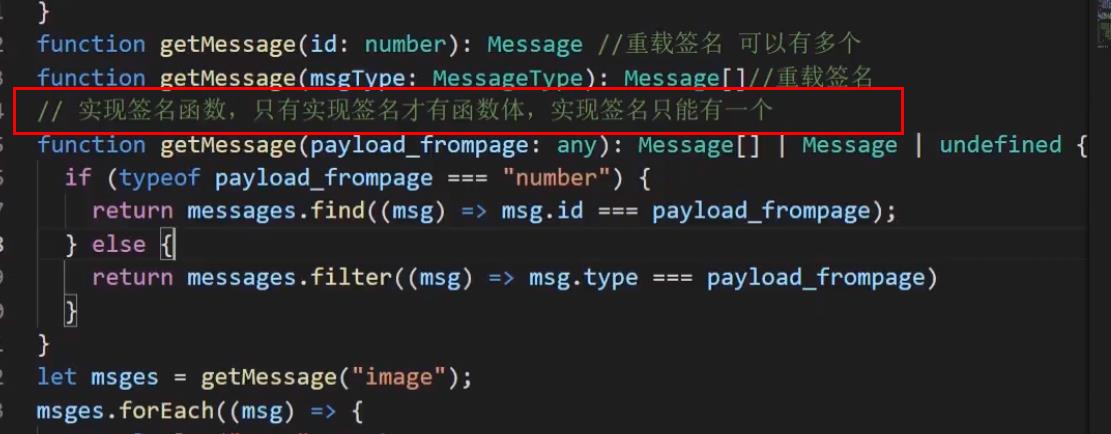 }
function getMessage(id: number): Message //重载签名 可以有多个
function getMessage(msgType: MessageType): Message[]//重载签名
// 实现签名函数，只有实现签名才有函数体，实现签名只能有一个
function getMessage(payload_frompage: any): Message[] | Message | undefined {
if (typeof payload_frompage === "number") {
return messages.find((msg) => msg.id === payload_frompage);
} else {
return messages.filter((msg) => msg.type === payload_frompage)
}
}
let msges = getMessage("image");
msges.forEach((msg) => {